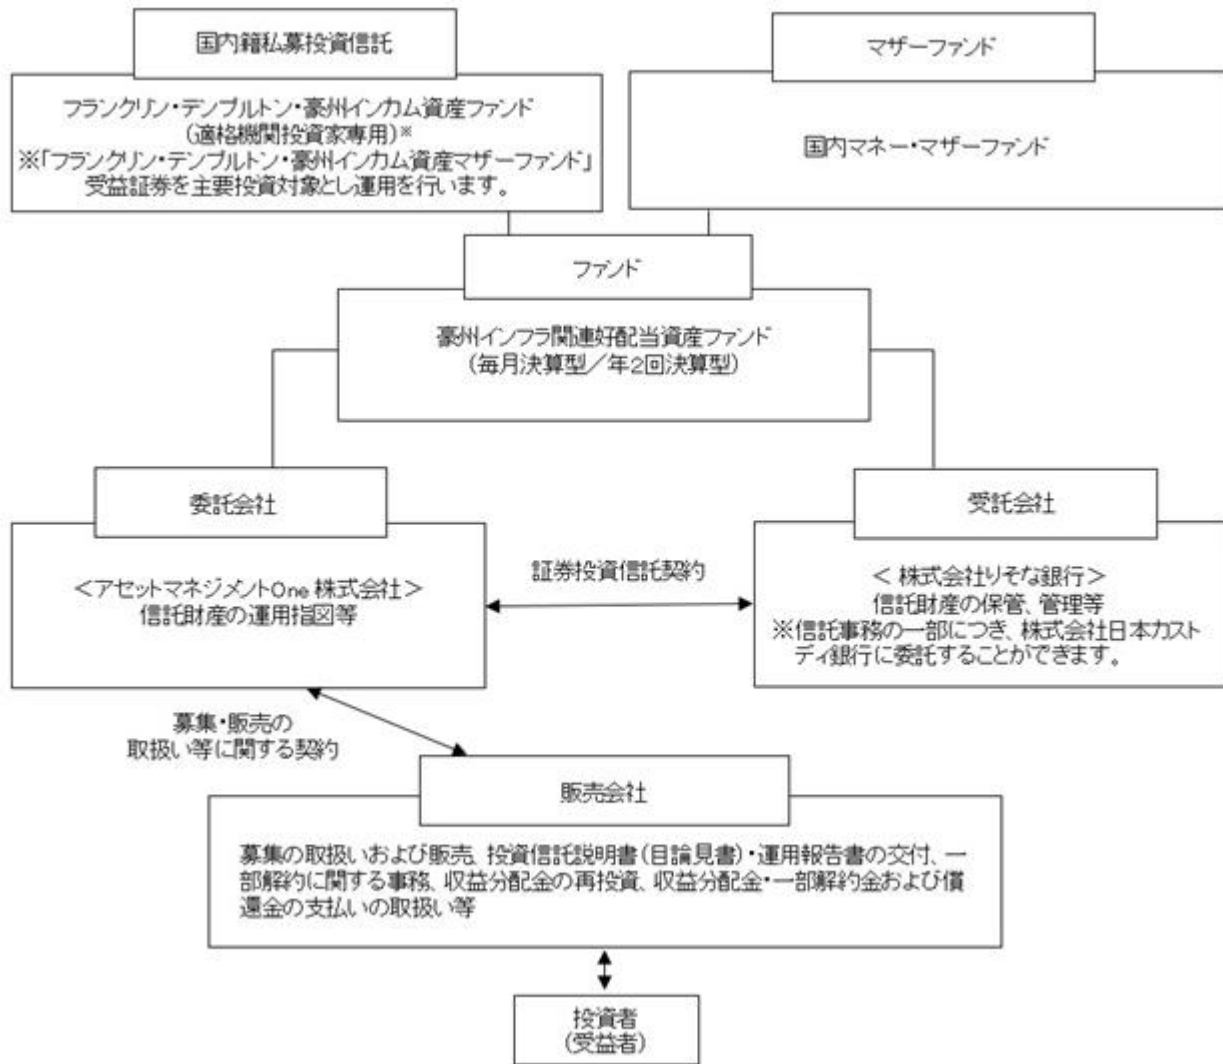 国内籍私募投資信託
フランクリン・テンプルトン・豪州インカム資産ファンド
(適格機関投資家専用)※
※「フランクリン・テンプルトン・豪州インカム資産マザーファンド」
受益証券を主要投資対象とし運用を行います。
マザーファンド
国内マネー・マザーファンド
ファンド
豪州インフラ関連好配当資産ファンド
(毎月決算型/年2回決算型)
委託会社
<アセットマネジメントOne 株式会社>
信託財産の運用指図等
証券投資信託契約
受託会社
< 株式会社りそな銀行>
信託財産の保管、管理等
※信託事務の一部につき、株式会社日本カスト
ディ銀行に委託することができます。
募集・販売の
取扱い等に関する契約
販売会社
募集の取扱いおよび販売、投資信託説明書(目論見書)・運用報告書の交付、一
部解約に関する事務、収益分配金の再投資、収益分配金・一部解約金および償
還金の支払いの取扱い等
投資者
(受益者)